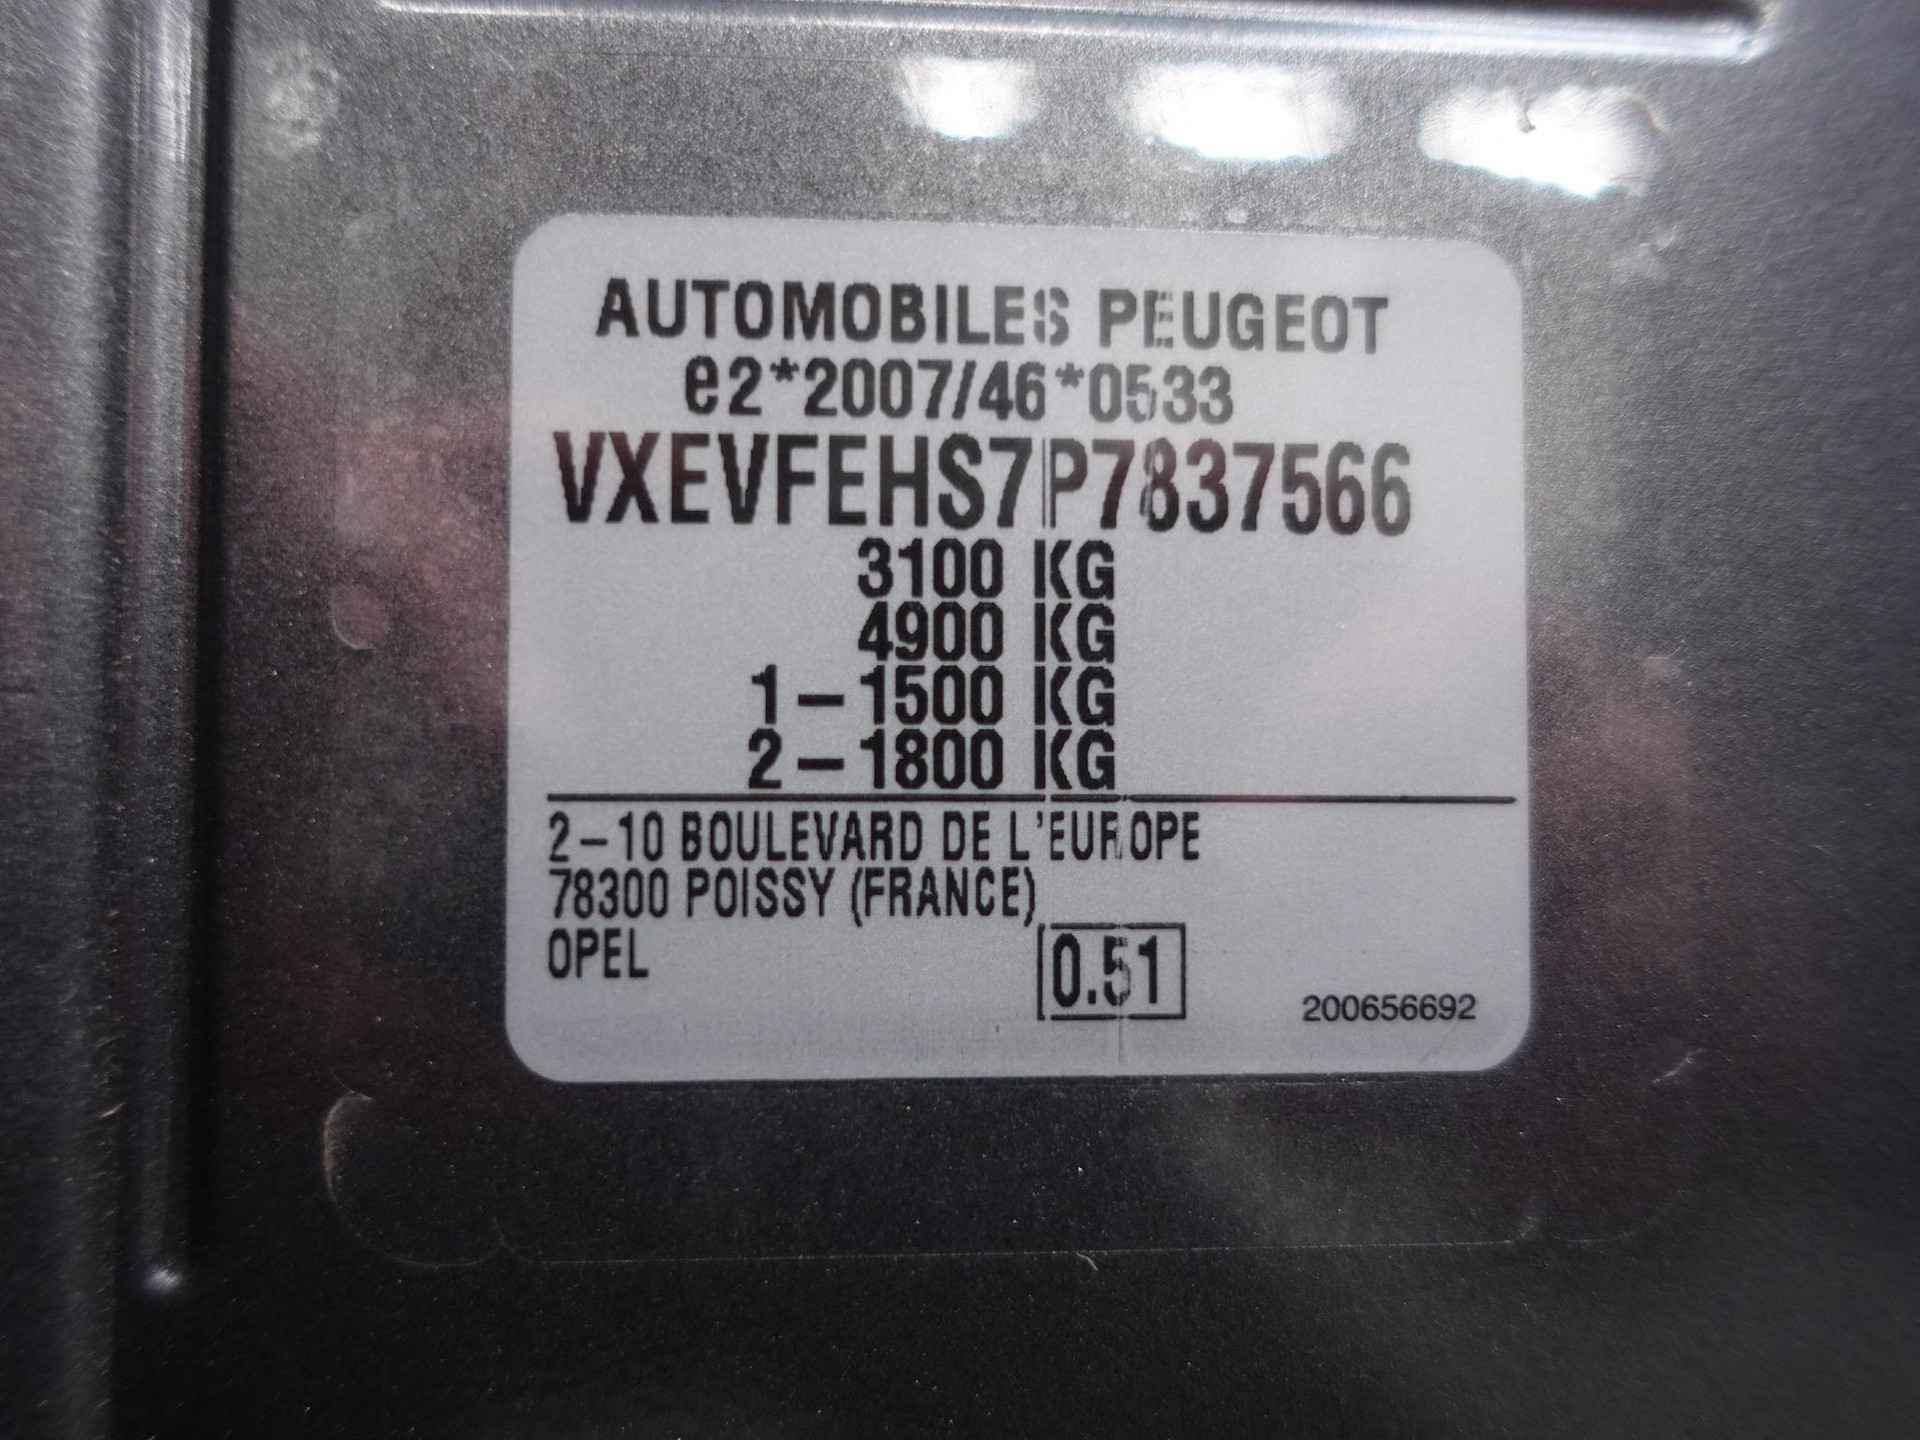 AUTOMOBILES PEUGEOT
e2*2007/46*0533
VXEVFEHS7P7837566
3100 KG
4900 KG
1-1500 KG
2-1800 KG
2-10 BOULEVARD DE L'EUROPE
78300 POISSY (FRANCE)
OPEL
0.51
200656692